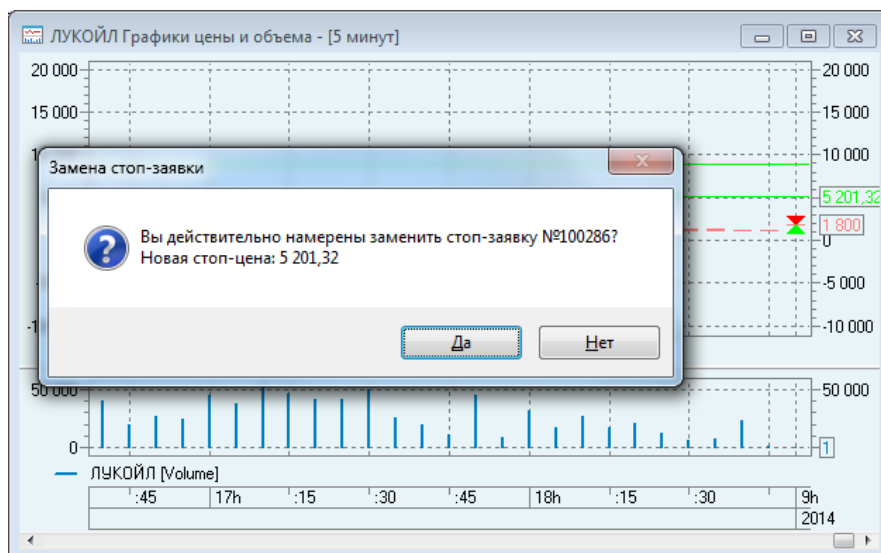 ЛУКОЙЛ Графики цены и объема - [5 минут]
20 000
20 000
15 000
15 000
10 000
Замена стоп-заявки
5 201,32
Вы действительно намерены заменить стоп-заявку №100286?
Новая стоп-цена: 5 201,32
1 800
0
-5 000
-10 000
Да
Нет
50 000
50 000
0
1
ЛУКОЙЛ [Volume]
':45 17h ':15 ':30 ':45 18h ':15 ':30 ' 9h
2014